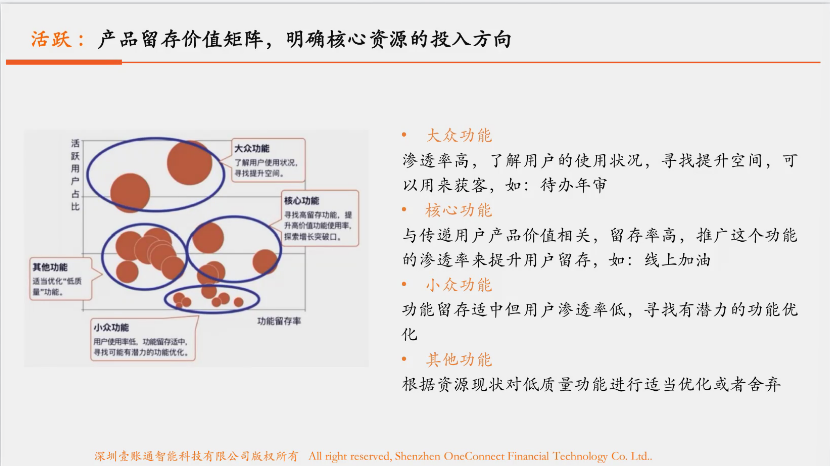 活跃：产品留存价值矩阵，明确核心资源的投入方向
活跃用户占比
大众功能
了解用户使用状况，
寻找提升空间。
核心功能
寻找高留存功能，提
升高价值功能使用率，
探索增长突破口。
其他功能
适当优化“低质
量”功能。
功能留存率
小众功能
用户使用率低，功能留存适中，
寻找可能有潜力的功能优化。
• 大众功能
渗透率高，了解用户的使用状况，寻找提升空间，可
以用来获客，如：待办年审
• 核心功能
与传递用户产品价值相关，留存率高，推广这个功能
的渗透率来提升用户留存，如：线上加油
• 小众功能
功能留存适中但用户渗透率低，寻找有潜力的功能优
化
• 其他功能
根据资源现状对低质量功能进行适当优化或者舍弃
深圳壹账通智能科技有限公司版权所有 All right reserved, Shenzhen OneConnect Financial Technology Co. Ltd..